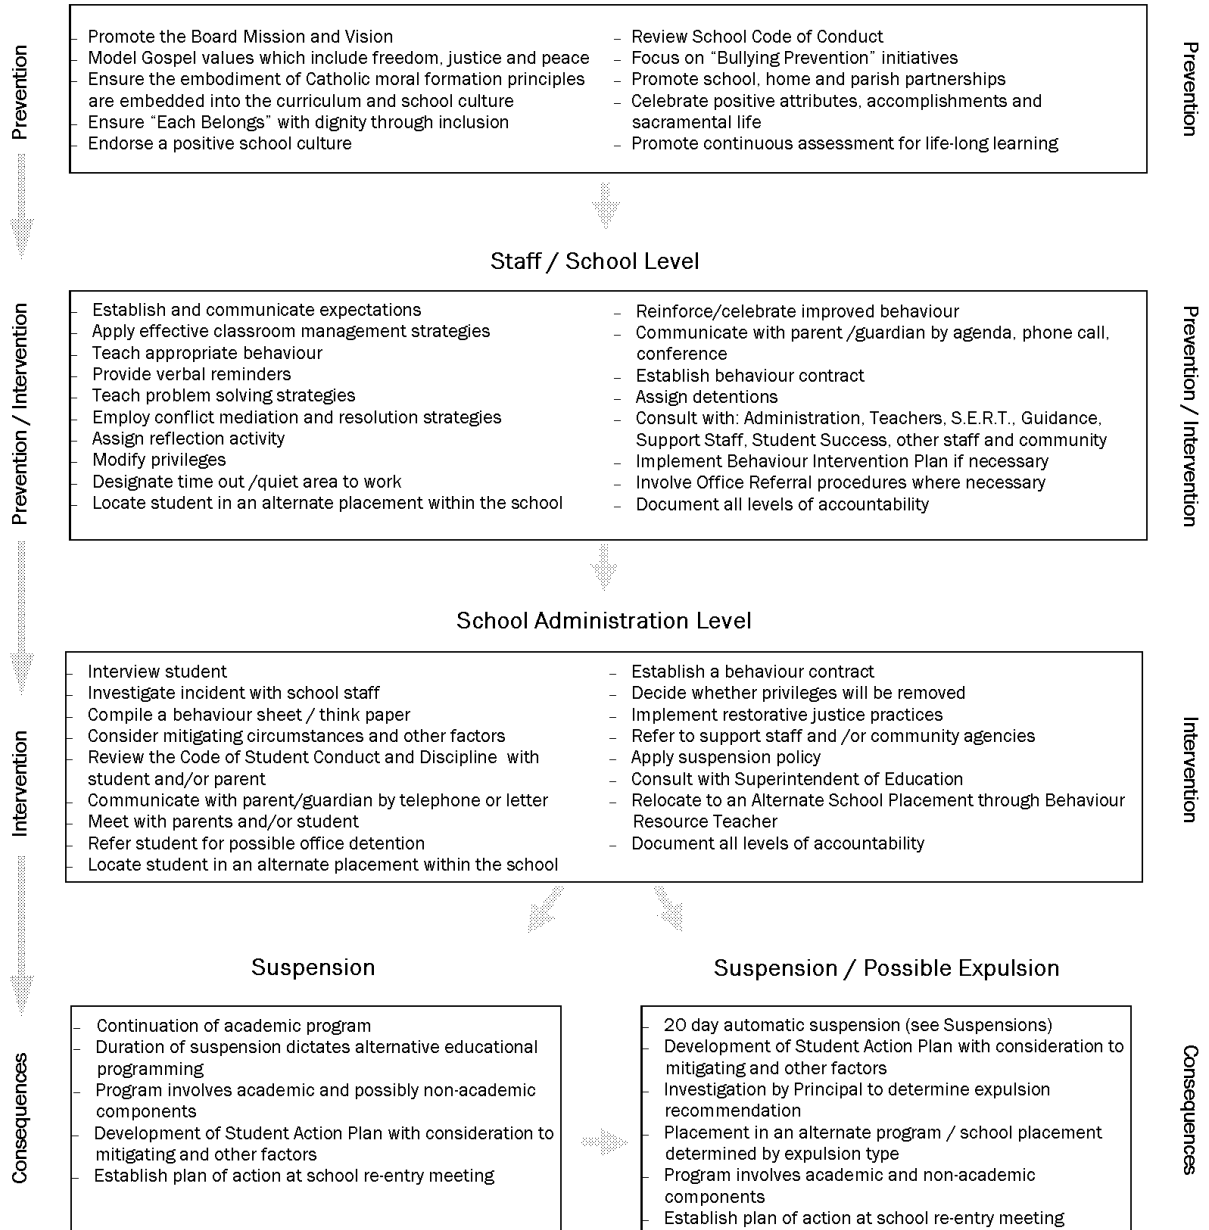 Prevention
– Promote the Board Mission and Vision
– Model Gospel values which include freedom, justice and peace
– Ensure the embodiment of Catholic moral formation principles
are embedded into the curriculum and school culture
– Ensure “Each Belongs” with dignity through inclusion
– Endorse a positive school culture
– Review School Code of Conduct
– Focus on “Bullying Prevention” initiatives
– Promote school, home and parish partnerships
– Celebrate positive attributes, accomplishments and
sacramental life
– Promote continuous assessment for life-long learning
Prevention
Staff / School Level
Prevention / Intervention
– Establish and communicate expectations
– Apply effective classroom management strategies
– Teach appropriate behaviour
– Provide verbal reminders
– Teach problem solving strategies
– Employ conflict mediation and resolution strategies
– Assign reflection activity
– Modify privileges
– Designate time out /quiet area to work
– Locate student in an alternate placement within the school
– Reinforce/celebrate improved behaviour
– Communicate with parent /guardian by agenda, phone call,
conference
– Establish behaviour contract
– Assign detentions
– Consult with: Administration, Teachers, S.E.R.T., Guidance,
Support Staff, Student Success, other staff and community
– Implement Behaviour Intervention Plan if necessary
– Involve Office Referral procedures where necessary
– Document all levels of accountability
Prevention / Intervention
School Administration Level
Intervention
– Interview student
– Investigate incident with school staff
– Compile a behaviour sheet / think paper
– Consider mitigating circumstances and other factors
– Review the Code of Student Conduct and Discipline with
student and/or parent
– Communicate with parent/guardian by telephone or letter
– Meet with parents and/or student
– Refer student for possible office detention
– Locate student in an alternate placement within the school
– Establish a behaviour contract
– Decide whether privileges will be removed
– Implement restorative justice practices
– Refer to support staff and /or community agencies
– Apply suspension policy
– Consult with Superintendent of Education
– Relocate to an Alternate School Placement through Behaviour
Resource Teacher
– Document all levels of accountability
Intervention
Consequences
Suspension
– Continuation of academic program
– Duration of suspension dictates alternative educational
programming
– Program involves academic and possibly non-academic
components
– Development of Student Action Plan with consideration to
mitigating and other factors
– Establish plan of action at school re-entry meeting
Suspension / Possible Expulsion
– 20 day automatic suspension (see Suspensions)
– Development of Student Action Plan with consideration to
mitigating and other factors
– Investigation by Principal to determine expulsion
recommendation
– Placement in an alternate program / school placement
determined by expulsion type
– Program involves academic and non-academic
components
– Establish plan of action at school re-entry meeting
Consequences